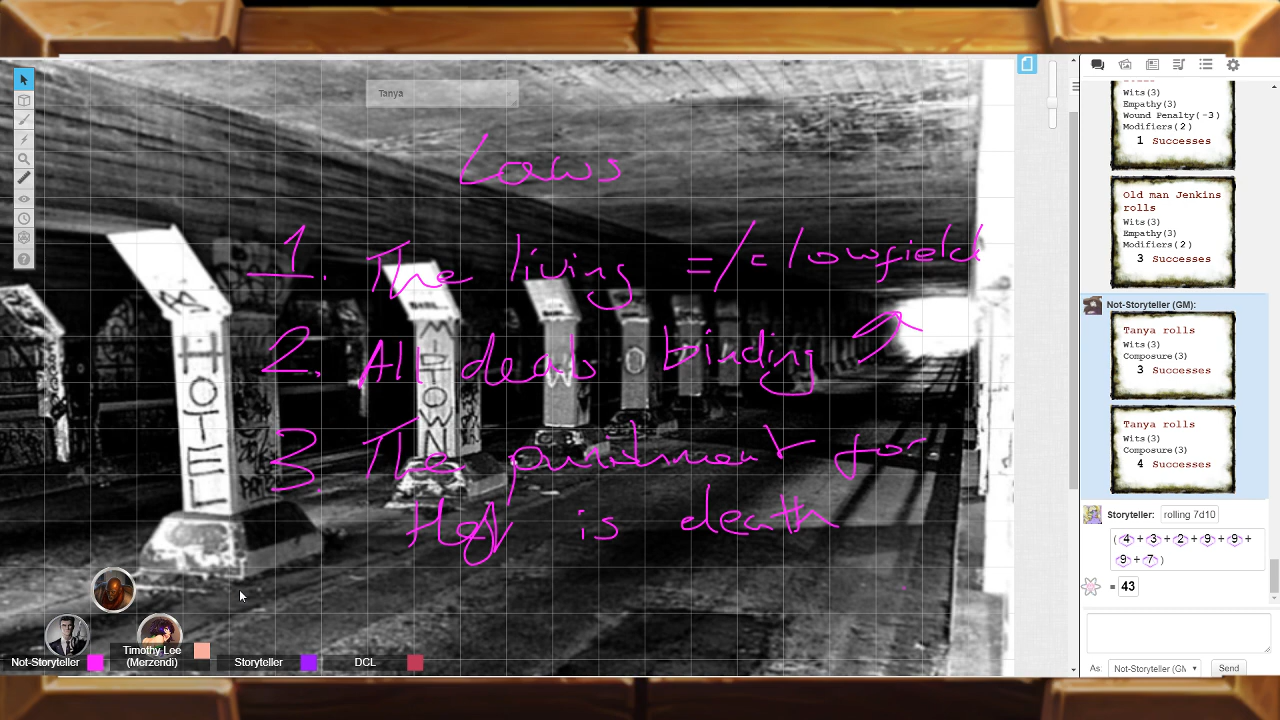 Tanya
Laws
1. The living =/= lowfield
2. All deals binding
3. The punishment for
theft is death
HOTEL
MIDTOWN
Not-Storyteller
Timothy Lee
(Merzendi)
Storyteller
DCL
Wits(3)
Empathy(3)
Wound Penalty(-3)
Modifiers(2)
1 Successes
Old man Jenkins
rolls
Wits(3)
Empathy(3)
Modifiers(2)
3 Successes
Not-Storyteller (GM):
Tanya rolls
Wits(3)
Composure(3)
3 Successes
Tanya rolls
Wits(3)
Composure(3)
4 Successes
Storyteller: rolling 7d10
(4+3+2+9+9+
9+7)
= 43
As: Not-Storyteller (GM Send